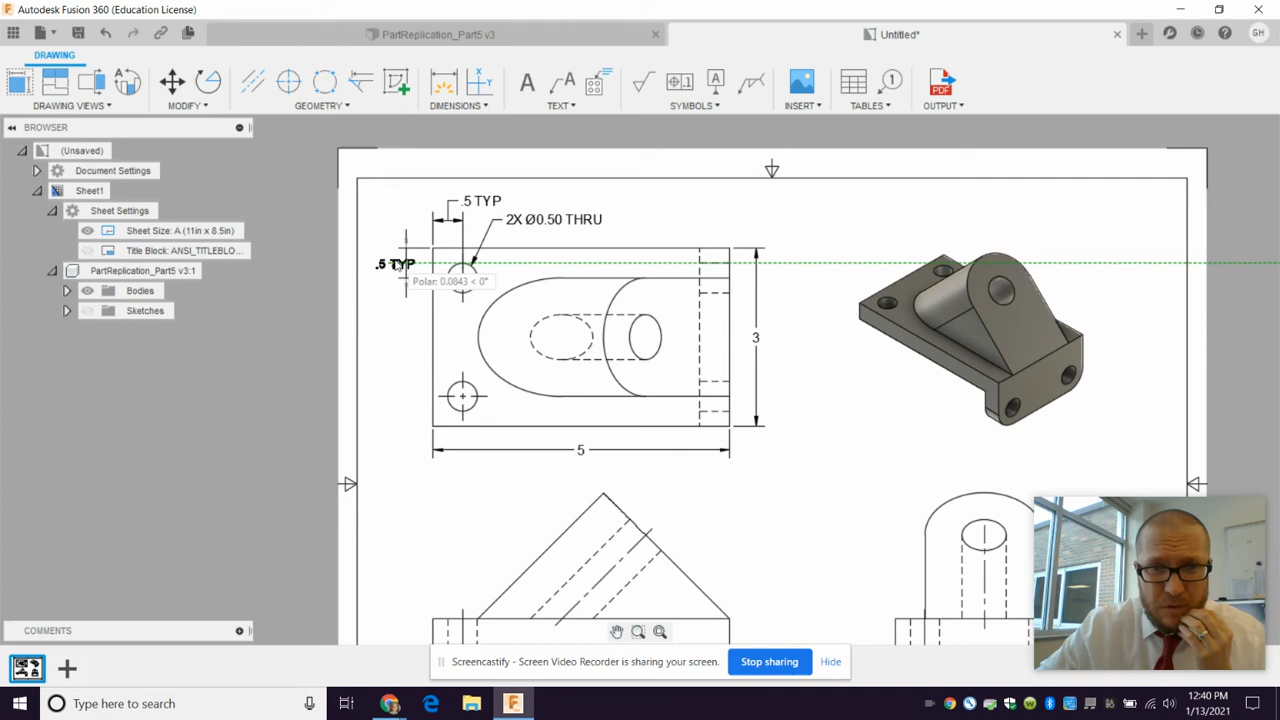 Autodesk Fusion 360 (Education License)
PartReplication_Part5 v3
Untitled*
GH
DRAWING
DRAWING VIEWS
MODIFY
GEOMETRY
DIMENSIONS
TEXT
SYMBOLS
INSERT
TABLES
OUTPUT
BROWSER
(Unsaved)
Document Settings
Sheet1
Sheet Settings
Sheet Size: A (11in x 8.5in)
Title Block: ANSI_TITLEBLO...
PartReplication_Part5 v3:1
Bodies
Sketches
.5 TYP
2X Ø0.50 THRU
.5 TYP
Polar: 0.0843 < 0°
3
5
COMMENTS
Screencastify - Screen Video Recorder is sharing your screen.
Stop sharing
Hide
Type here to search
12:40 PM
1/13/2021